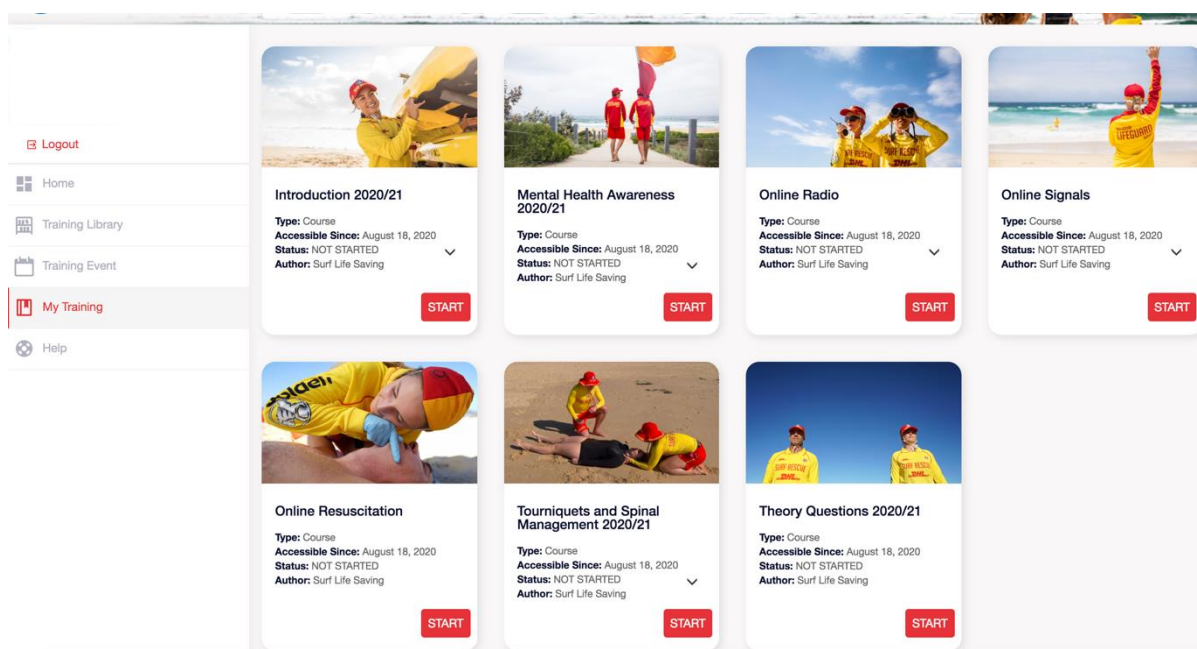 Logout
Home
Training Library
Training Event
My Training
Help
Introduction 2020/21
Type: Course
Accessible Since: August 18, 2020
Status: NOT STARTED
Author: Surf Life Saving
START
Mental Health Awareness
2020/21
Type: Course
Accessible Since: August 18, 2020
Status: NOT STARTED
Author: Surf Life Saving
START
Online Radio
Type: Course
Accessible Since: August 18, 2020
Status: NOT STARTED
Author: Surf Life Saving
START
LIFEGUARD
Online Signals
Type: Course
Accessible Since: August 18, 2020
Status: NOT STARTED
Author: Surf Life Saving
START
Online Resuscitation
Type: Course
Accessible Since: August 18, 2020
Status: NOT STARTED
Author: Surf Life Saving
START
Tourniquets and Spinal
Management 2020/21
Type: Course
Accessible Since: August 18, 2020
Status: NOT STARTED
Author: Surf Life Saving
START
SURF RESCUE
DHL
Theory Questions 2020/21
Type: Course
Accessible Since: August 18, 2020
Status: NOT STARTED
Author: Surf Life Saving
START